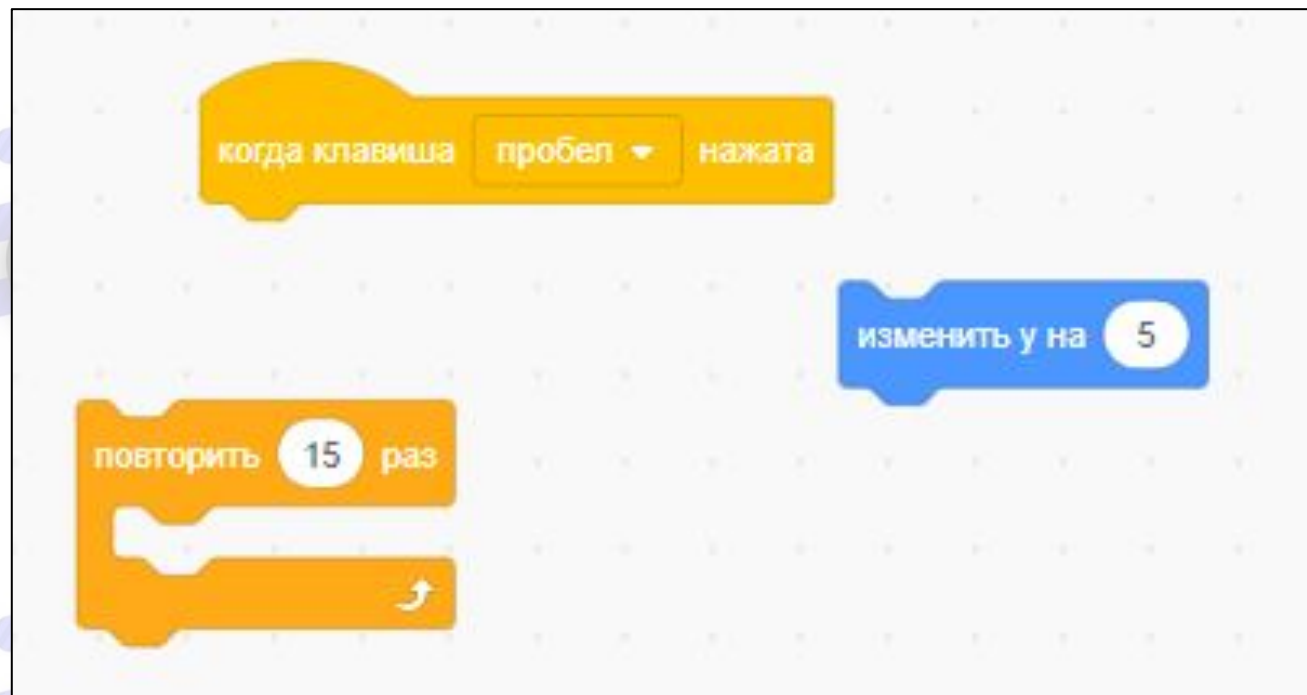 когда клавиша пробел нажата
изменить y на 5
повторить 15 раз